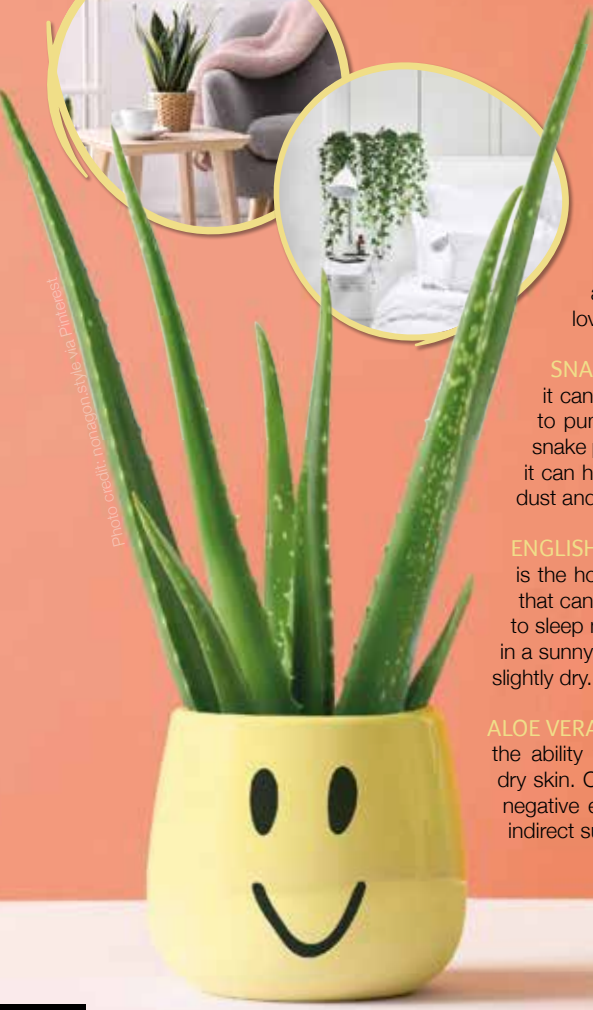 Photo credit: nonagon.style via Pinterest
a
lov
SNA
it can
to pur
snake p
it can h
dust and
ENGLISH
is the ho
that can
to sleep r
in a sunny
slightly dry.
ALOE VERA
the ability
dry skin. C
negative e
indirect su